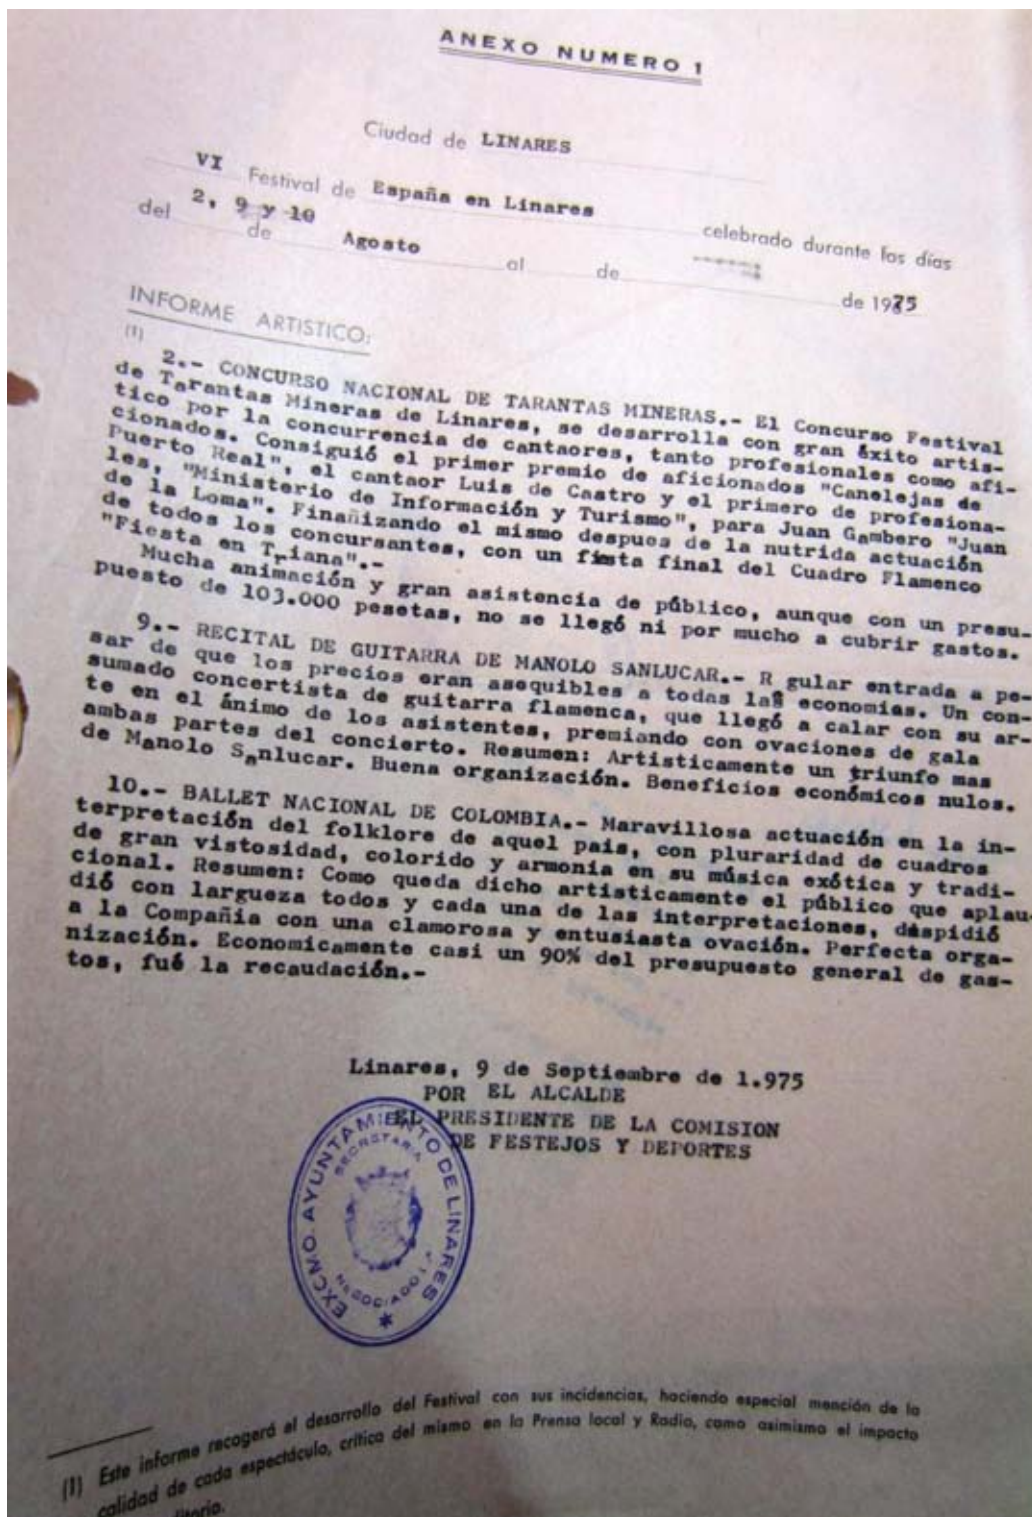 ANEXO NUMERO 1
Ciudad de LINARES
VI Festival de España en Linares celebrado durante los días
del 2, 9 y 10 de Agosto al de ------ de 1975
INFORME ARTISTICO:
(1)
2.- CONCURSO NACIONAL DE TARANTAS MINERAS.- El Concurso Festival
de Tarantas Mineras de Linares, se desarrolla con gran éxito artis-
tico por la concurrencia de cantaores, tanto profesionales como afi-
cionados. Consiguió el primer premio de aficionados "Canelejas de
Puerto Real", el cantaor Luis de Castro y el primero de profesiona-
les, "Ministerio de Información y Turismo", para Juan Gambero "Juan
de la Loma". Finañizando el mismo despues de la nutrida actuación
de todos los concursantes, con un fiesta final del Cuadro Flamenco
"Fiesta en Triana".-
Mucha animación y gran asistencia de público, aunque con un presu-
puesto de 103.000 pesetas, no se llegó ni por mucho a cubrir gastos.
9.- RECITAL DE GUITARRA DE MANOLO SANLUCAR.- R gular entrada a pe-
sar de que los precios eran asequibles a todas las economias. Un con-
sumado concertista de guitarra flamenca, que llegó a calar con su ar-
te en el ánimo de los asistentes, premiando con ovaciones de gala
ambas partes del concierto. Resumen: Artisticamente un triunfo mas
de Manolo Sanlucar. Buena organización. Beneficios económicos nulos.
10.- BALLET NACIONAL DE COLOMBIA.- Maravillosa actuación en la in-
terpretación del folklore de aquel pais, con pluraridad de cuadros
de gran vistosidad, colorido y armonia en su música exótica y tradi-
cional. Resumen: Como queda dicho artisticamente el público que aplau-
dió con largueza todos y cada una de las interpretaciones, despidió
a la Compañia con una clamorosa y entusiasta ovación. Perfecta orga-
nización. Economicamente casi un 90% del presupuesto general de gas-
tos, fué la recaudación.-
Linares, 9 de Septiembre de 1.975
POR EL ALCALDE
EL PRESIDENTE DE LA COMISION
DE FESTEJOS Y DEPORTES
EXCMO. AYUNTAMIENTO DE LINARES
SECRETARIA
NEGOCIADO
(1) Este informe recogerá el desarrollo del Festival con sus incidencias, haciendo especial mención de la
calidad de cada espectáculo, crítica del mismo en la Prensa local y Radio, como asimismo el impacto